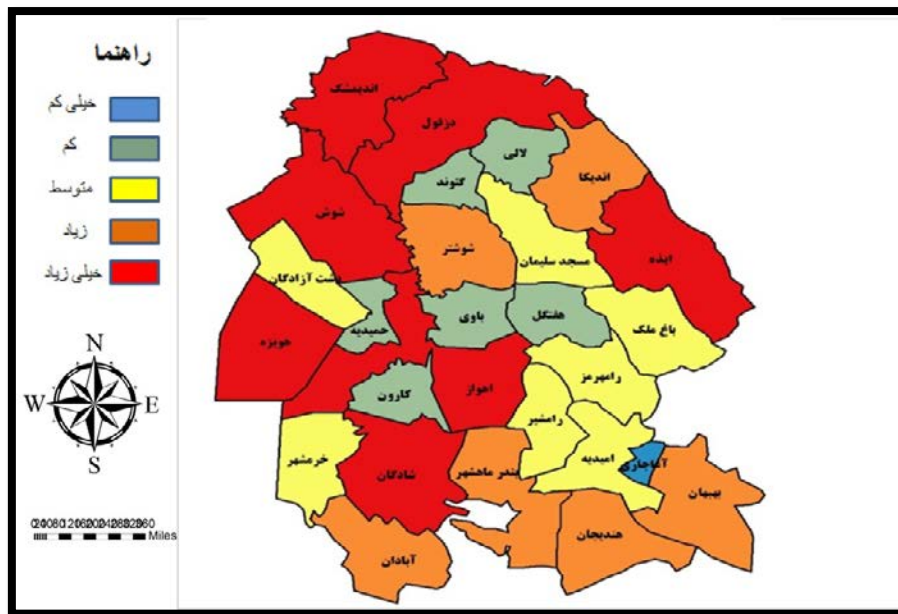 راهنما
خیلی کم
کم
متوسط
زیاد
خیلی زیاد
N
W
E
S
Miles
اندیمشک
دزفول
لالی
اندیکا
گتوند
شوش
شوشتر
مسجد سلیمان
ایذه
دشت آزادگان
حمیدیه
باوی
هفتگل
باغ ملک
هویزه
کارون
اهواز
رامهرمز
رامشیر
خرمشهر
شادگان
بندر ماهشهر
امیدیه
آغاجاری
بهبهان
هندیجان
آبادان